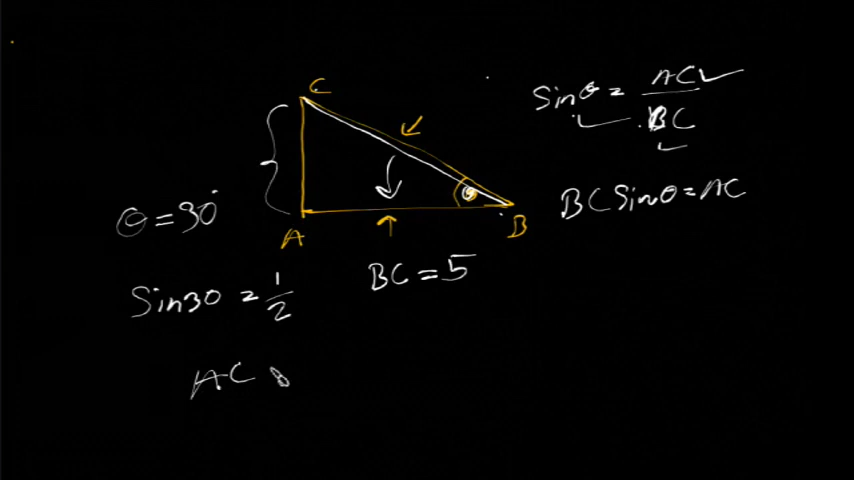 C
Sinθ = AC
BC
BC Sinθ = AC
θ = 30°
A
B
Sin30 = 1/2
BC = 5
AC